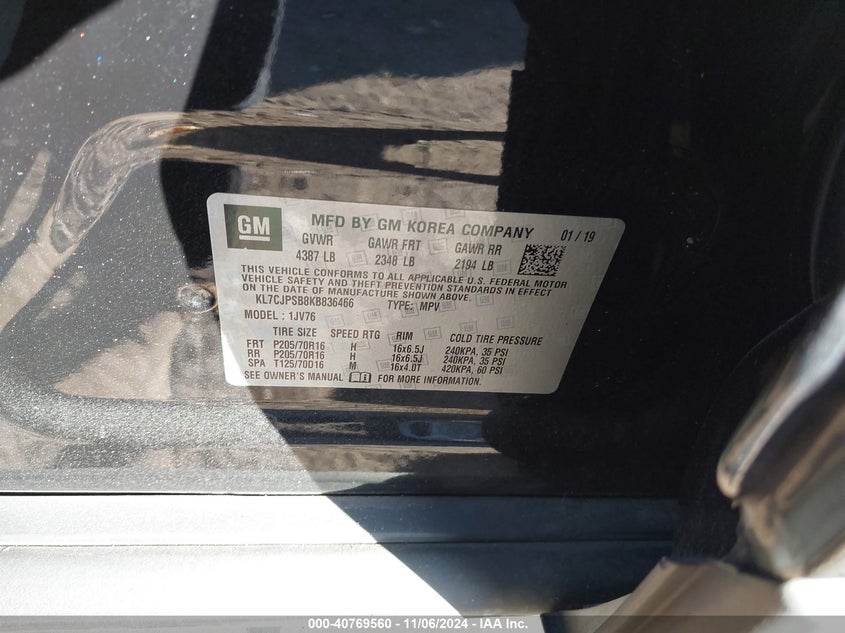 GM MFD BY GM KOREA COMPANY 01/19
GVWR GAWR FRT GAWR RR
4387 LB 2348 LB 2194 LB
THIS VEHICLE CONFORMS TO ALL APPLICABLE U.S. FEDERAL MOTOR
VEHICLE SAFETY AND THEFT PREVENTION STANDARDS IN EFFECT
ON THE DATE OF MANUFACTURE SHOWN ABOVE.
KL7CJPSB8KB836466 TYPE: MPV
MODEL: 1JV76
TIRE SIZE SPEED RTG RIM COLD TIRE PRESSURE
FRT P205/70R16 H 16x6.5J 240KPA, 35 PSI
RR P205/70R16 H 16x6.5J 240KPA, 35 PSI
SPA T125/70D16 M 16x4.0T 420KPA, 60 PSI
SEE OWNER'S MANUAL FOR MORE INFORMATION.
000-40769560 - 11/06/2024 - IAA Inc.